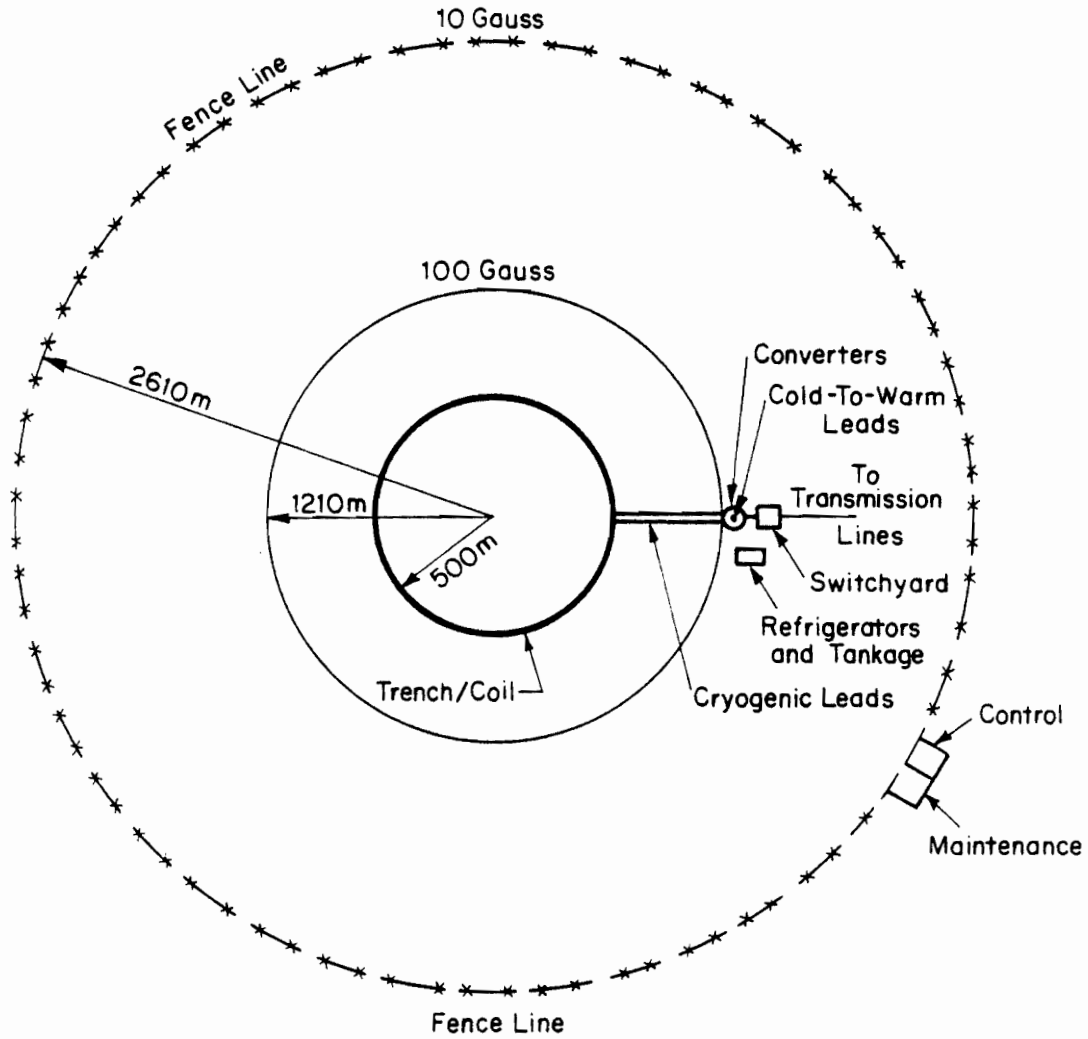 10 Gauss
Fence Line
100 Gauss
Converters
Cold-To-Warm
Leads
2610m
To
Transmission
Lines
1210m
500m
Switchyard
Refrigerators
and Tankage
Trench/Coil
Cryogenic Leads
Control
Maintenance
Fence Line